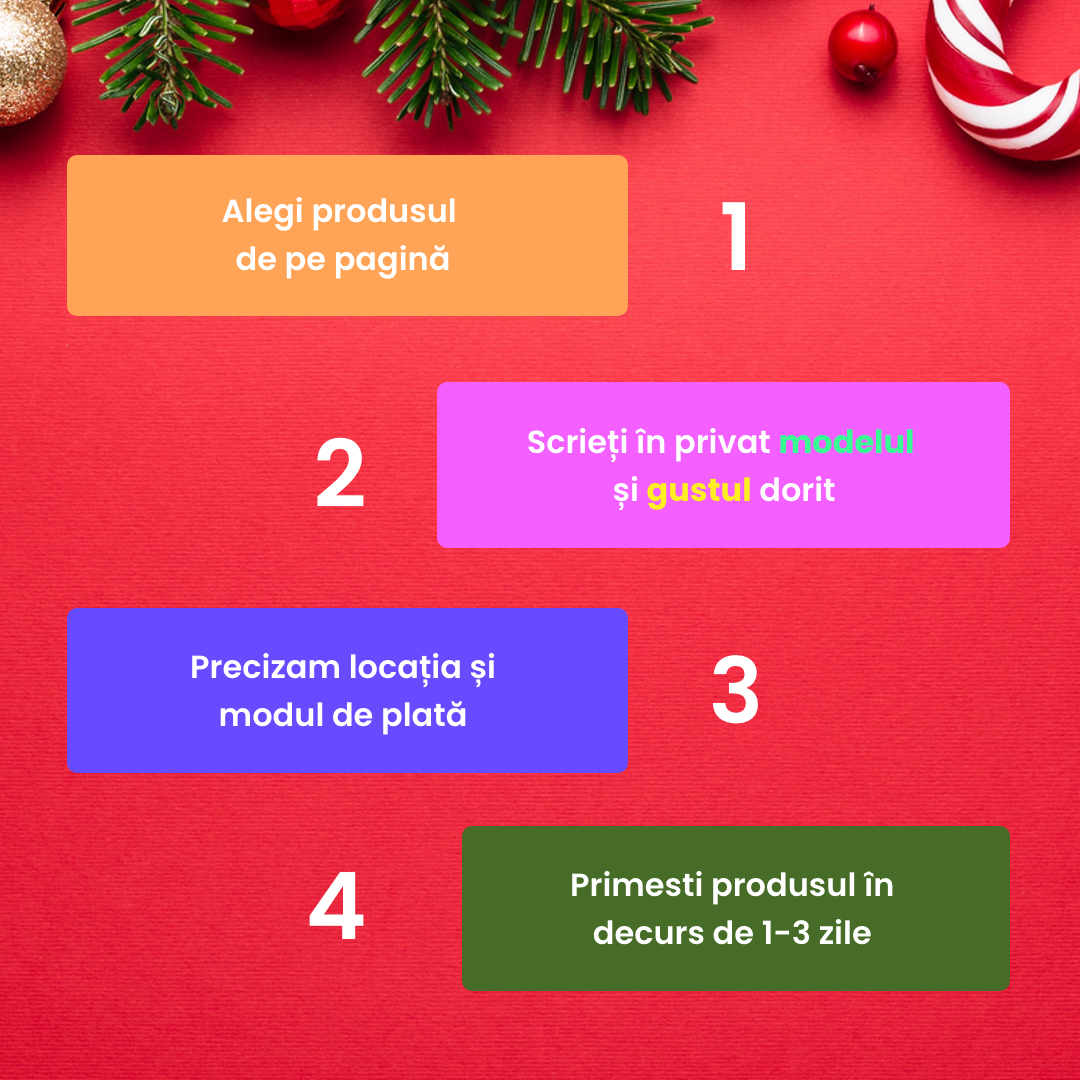 Alegi produsul
de pe pagină
1
2
Scrieți în privat modelul
și gustul dorit
Precizam locația și
modul de plată
3
4
Primesti produsul în
decurs de 1-3 zile